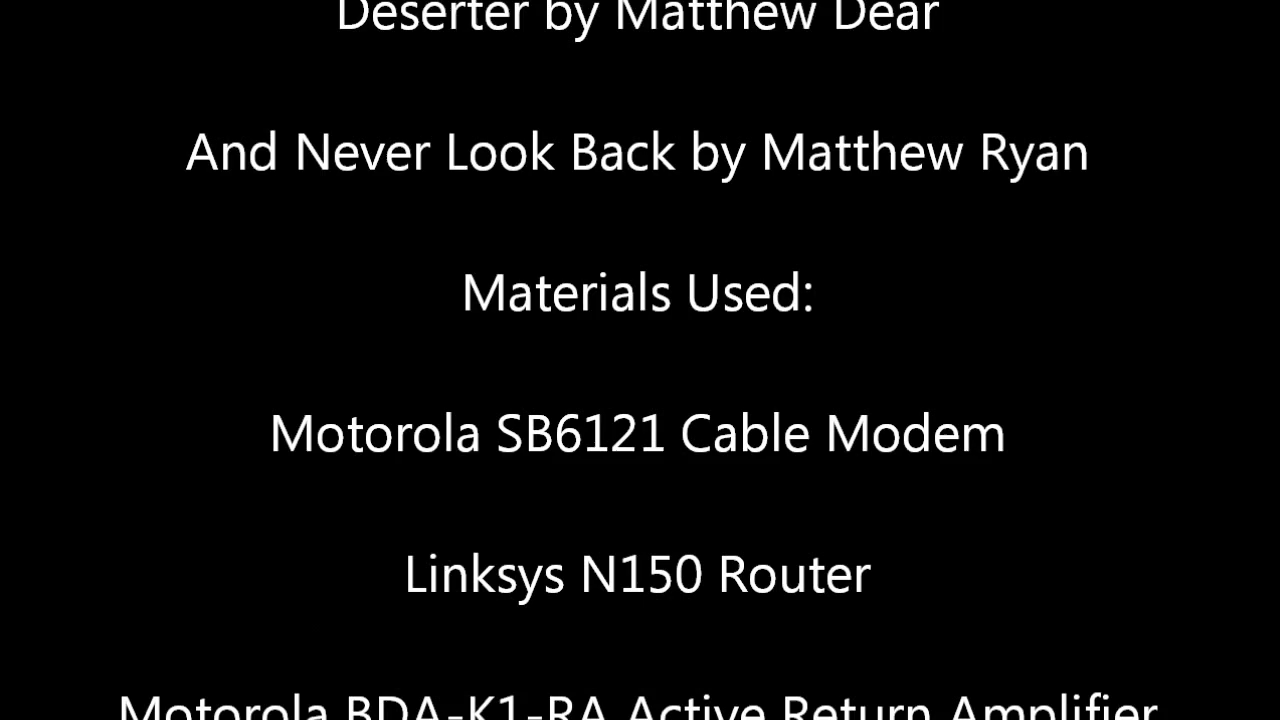 Deserter by Matthew Dear
And Never Look Back by Matthew Ryan
Materials Used:
Motorola SB6121 Cable Modem
Linksys N150 Router
Motorola BDA-K1-RA Active Return Amplifier